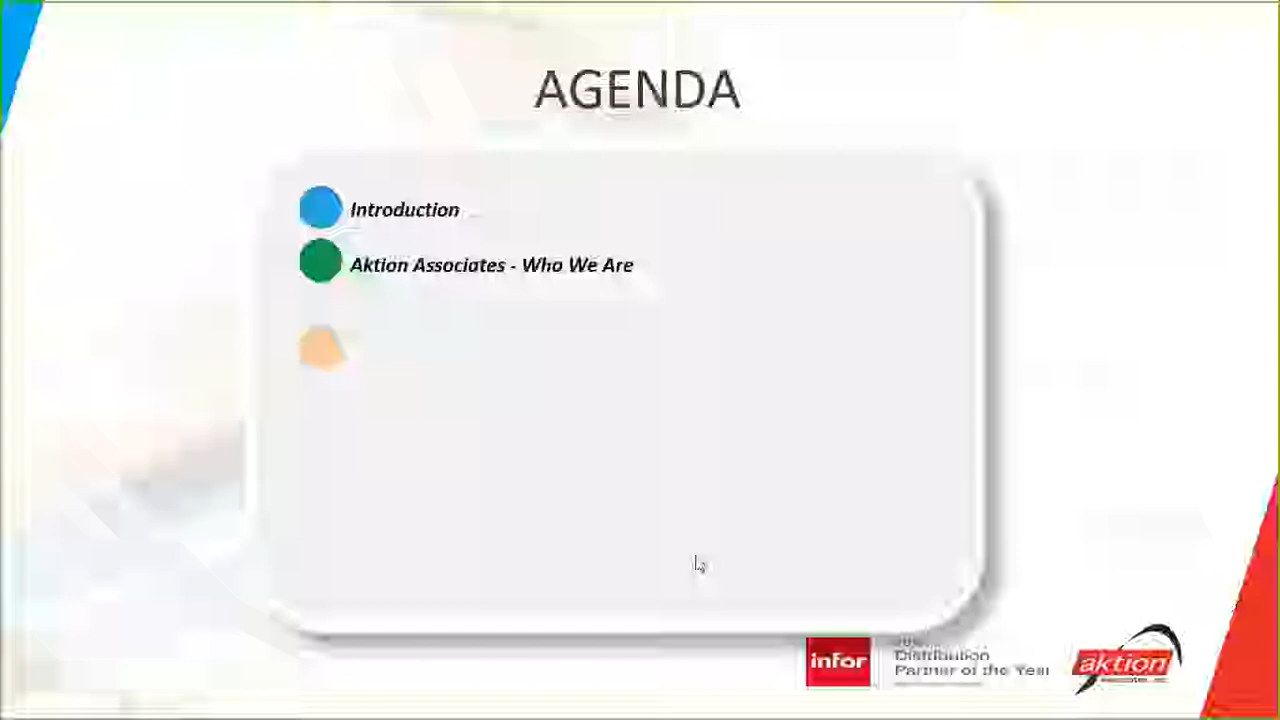 AGENDA
Introduction
Aktion Associates - Who We Are
infor
Distribution
Partner of the Year
aktion